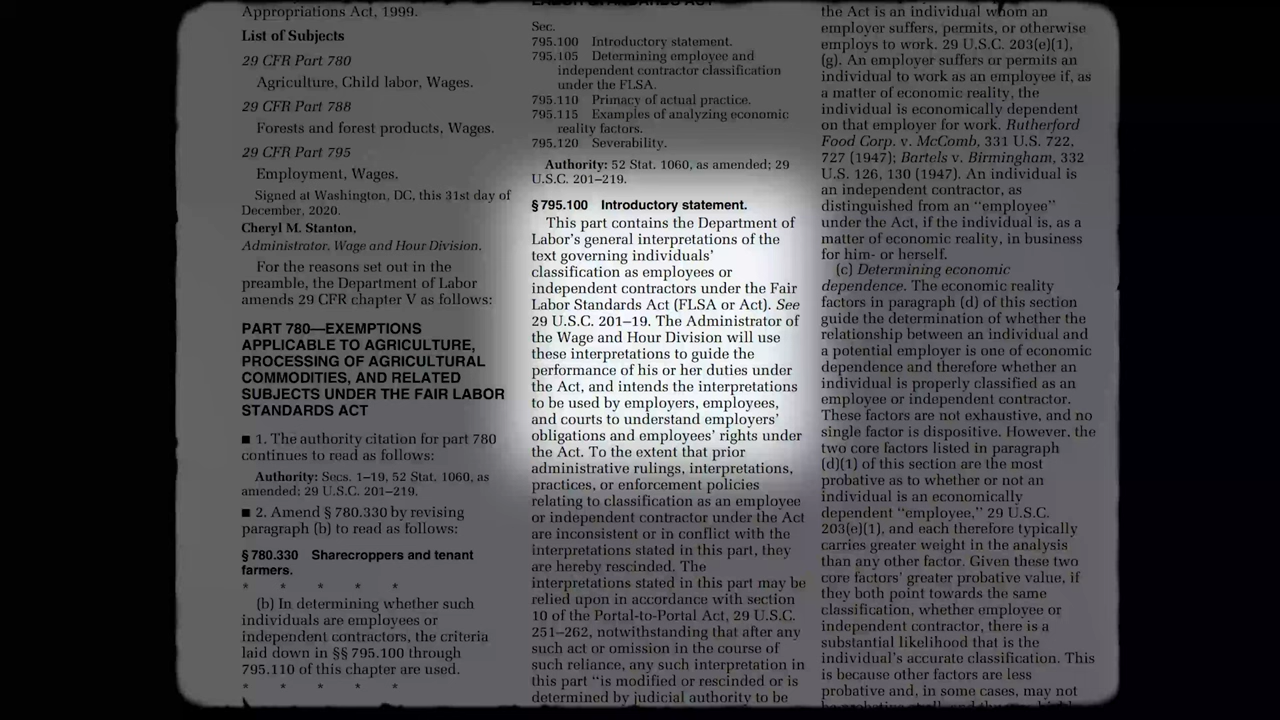 Appropriations Act, 1999.
List of Subjects
29 CFR Part 780
Agriculture, Child labor, Wages.
29 CFR Part 788
Forests and forest products, Wages.
29 CFR Part 795
Employment, Wages.
Signed at Washington, DC, this 31st day of
December, 2020.
Cheryl M. Stanton,
Administrator, Wage and Hour Division.
For the reasons set out in the
preamble, the Department of Labor
amends 29 CFR chapter V as follows:
PART 780—EXEMPTIONS
APPLICABLE TO AGRICULTURE,
PROCESSING OF AGRICULTURAL
COMMODITIES, AND RELATED
SUBJECTS UNDER THE FAIR LABOR
STANDARDS ACT
■ 1. The authority citation for part 780
continues to read as follows:
Authority: Secs. 1–19, 52 Stat. 1060, as
amended; 29 U.S.C. 201–219.
■ 2. Amend § 780.330 by revising
paragraph (b) to read as follows:
§ 780.330 Sharecroppers and tenant
farmers.
* * * * *
(b) In determining whether such
individuals are employees or
independent contractors, the criteria
laid down in §§ 795.100 through
795.110 of this chapter are used.
* * * * *
LABOR STANDARDS ACT
Sec.
795.100 Introductory statement.
795.105 Determining employee and
independent contractor classification
under the FLSA.
795.110 Primacy of actual practice.
795.115 Examples of analyzing economic
reality factors.
795.120 Severability.
Authority: 52 Stat. 1060, as amended; 29
U.S.C. 201–219.
§ 795.100 Introductory statement.
This part contains the Department of
Labor's general interpretations of the
text governing individuals'
classification as employees or
independent contractors under the Fair
Labor Standards Act (FLSA or Act). See
29 U.S.C. 201–19. The Administrator of
the Wage and Hour Division will use
these interpretations to guide the
performance of his or her duties under
the Act, and intends the interpretations
to be used by employers, employees,
and courts to understand employers'
obligations and employees' rights under
the Act. To the extent that prior
administrative rulings, interpretations,
practices, or enforcement policies
relating to classification as an employee
or independent contractor under the Act
are inconsistent or in conflict with the
interpretations stated in this part, they
are hereby rescinded. The
interpretations stated in this part may be
relied upon in accordance with section
10 of the Portal-to-Portal Act, 29 U.S.C.
251–262, notwithstanding that after any
such act or omission in the course of
such reliance, any such interpretation in
this part "is modified or rescinded or is
determined by judicial authority to be
the Act is an individual whom an
employer suffers, permits, or otherwise
employs to work. 29 U.S.C. 203(e)(1),
(g). An employer suffers or permits an
individual to work as an employee if, as
a matter of economic reality, the
individual is economically dependent
on that employer for work. Rutherford
Food Corp. v. McComb, 331 U.S. 722,
727 (1947); Bartels v. Birmingham, 332
U.S. 126, 130 (1947). An individual is
an independent contractor, as
distinguished from an "employee"
under the Act, if the individual is, as a
matter of economic reality, in business
for him- or herself.
(c) Determining economic
dependence. The economic reality
factors in paragraph (d) of this section
guide the determination of whether the
relationship between an individual and
a potential employer is one of economic
dependence and therefore whether an
individual is properly classified as an
employee or independent contractor.
These factors are not exhaustive, and no
single factor is dispositive. However, the
two core factors listed in paragraph
(d)(1) of this section are the most
probative as to whether or not an
individual is an economically
dependent "employee," 29 U.S.C.
203(e)(1), and each therefore typically
carries greater weight in the analysis
than any other factor. Given these two
core factors' greater probative value, if
they both point towards the same
classification, whether employee or
independent contractor, there is a
substantial likelihood that is the
individual's accurate classification. This
is because other factors are less
probative and, in some cases, may not